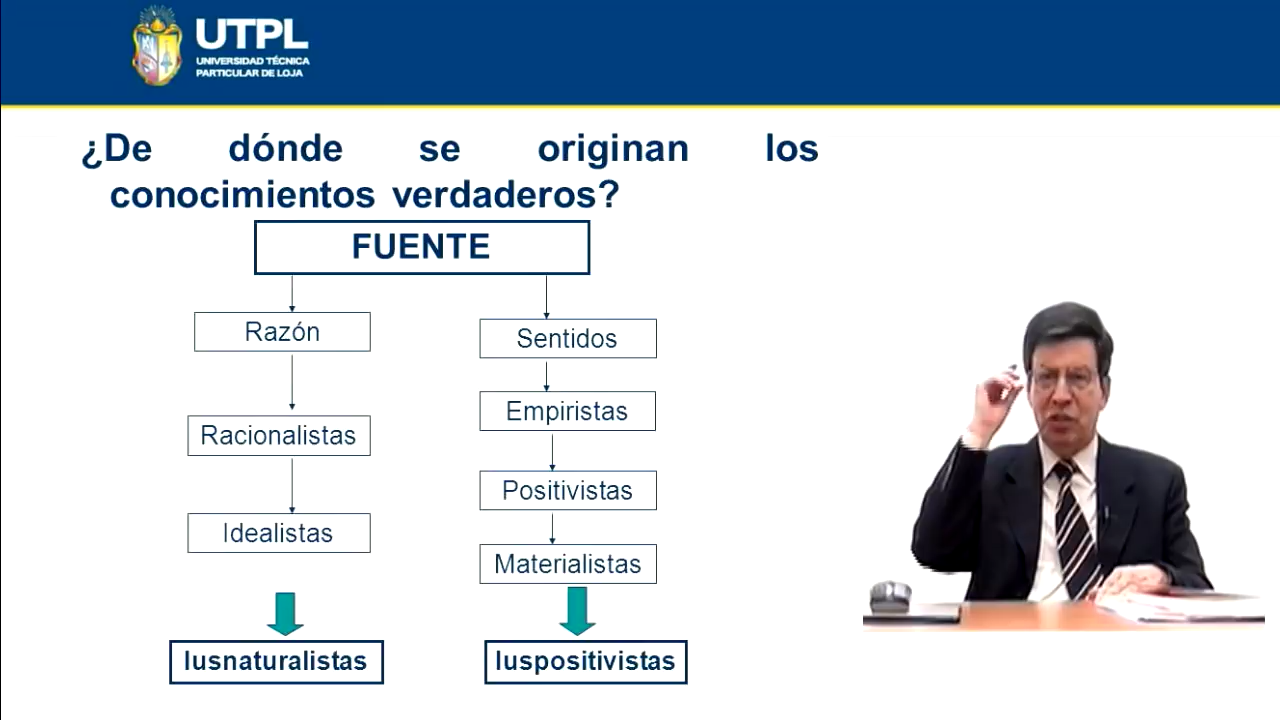 UTPL
UNIVERSIDAD TÉCNICA
PARTICULAR DE LOJA
¿De dónde se originan los
conocimientos verdaderos?
FUENTE
Razón
Sentidos
Empiristas
Racionalistas
Positivistas
Idealistas
Materialistas
Iusnaturalistas
Iuspositivistas